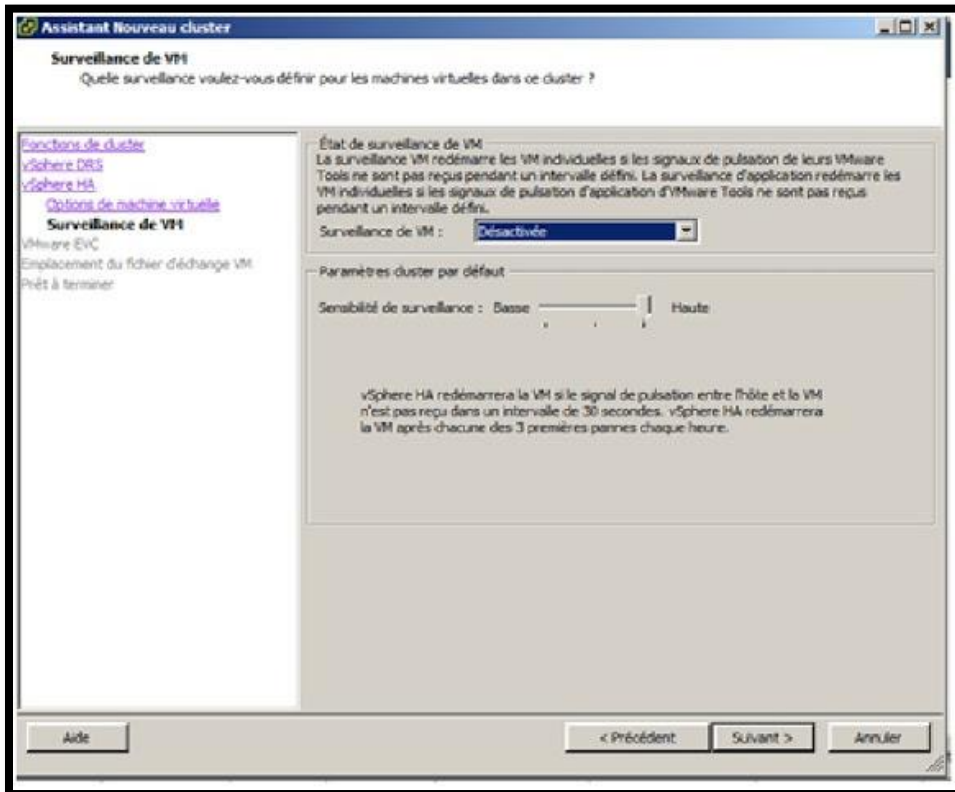 Assistant Nouveau cluster
Surveillance de VM
Quelle surveillance voulez-vous définir pour les machines virtuelles dans ce cluster ?
Fonctions de cluster
vSphere DRS
vSphere HA
Options de machine virtuelle
Surveillance de VM
VMware EVC
Emplacement du fichier d'échange VM
Prêt à terminer
État de surveillance de VM
La surveillance VM redémarre les VM individuelles si les signaux de pulsation de leurs VMware
Tools ne sont pas reçus pendant un intervalle défini. La surveillance d'application redémarre les
VM individuelles si les signaux de pulsation d'application d'VMware Tools ne sont pas reçus
pendant un intervalle défini.
Surveillance de VM : Désactivée
Paramètres cluster par défaut
Sensibilité de surveillance : Basse Haute
vSphere HA redémarrera la VM si le signal de pulsation entre l'hôte et la VM
n'est pas reçu dans un intervalle de 30 secondes. vSphere HA redémarrera
la VM après chacune des 3 premières pannes chaque heure.
Aide < Précédent Suivant > Annuler